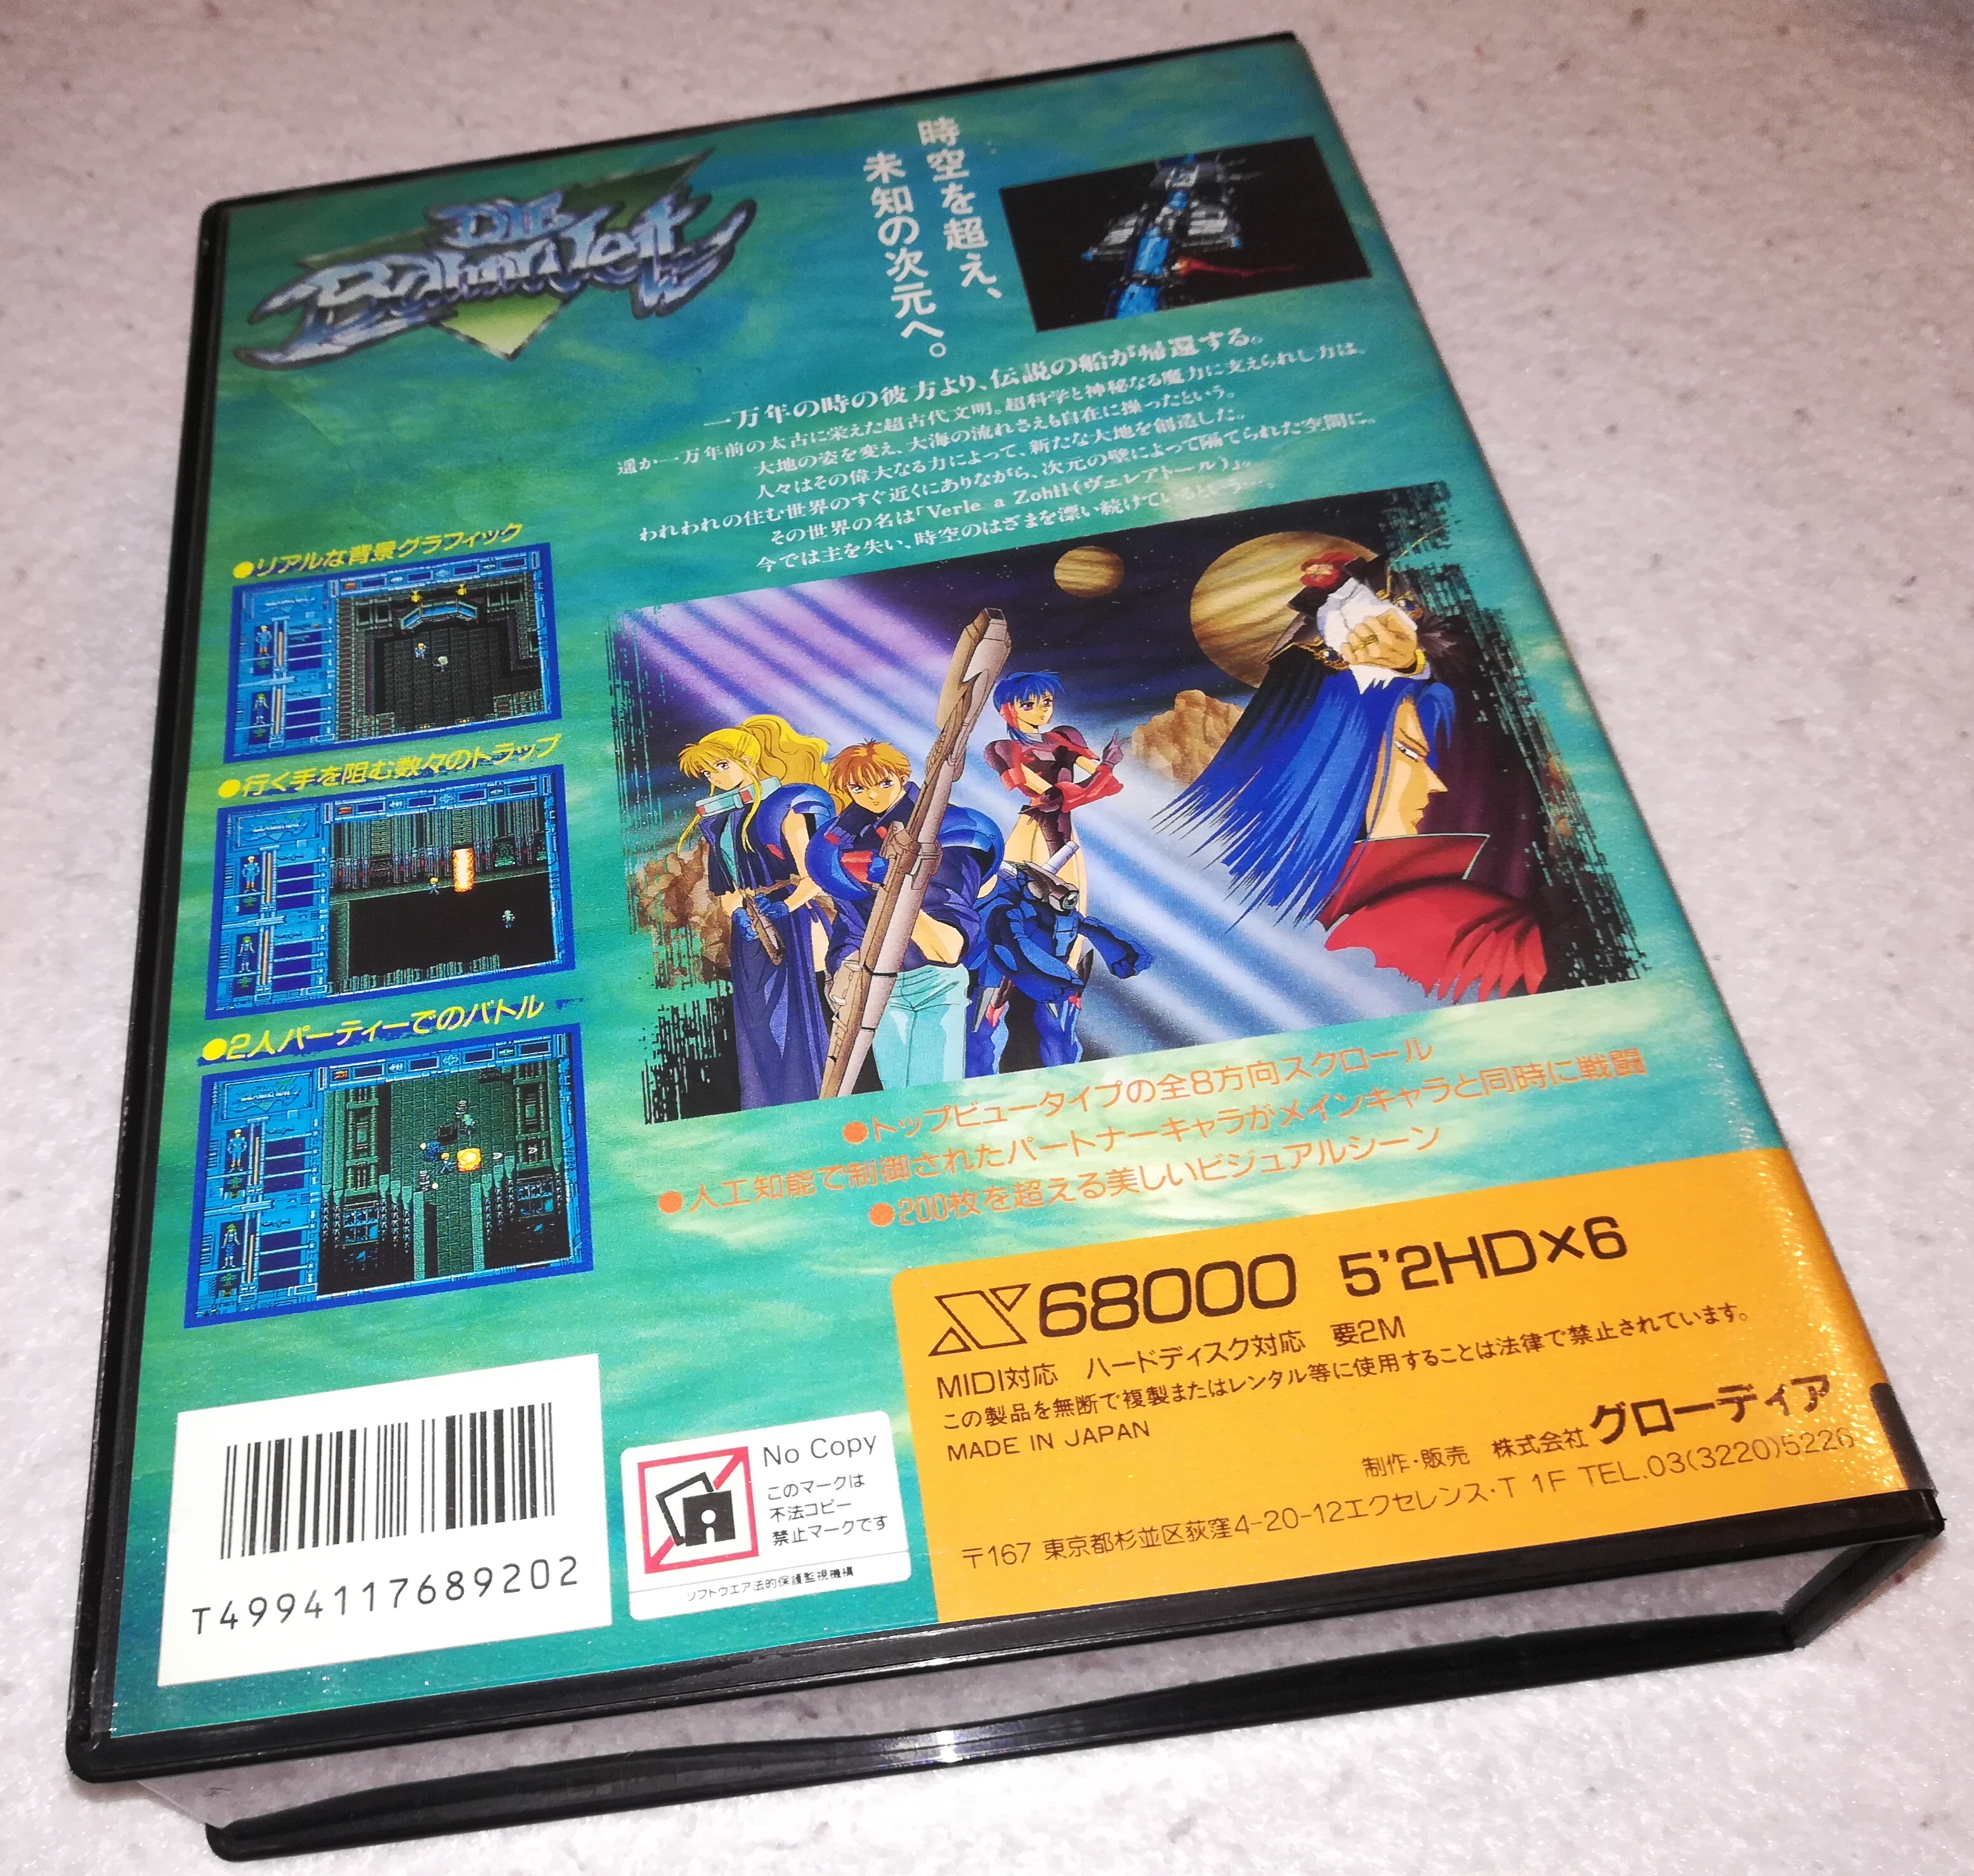 DIE
Bahnwelt
時空を超え、
未知の次元へ。
一万年の時の彼方より、伝説の船が帰還する。
遥か一万年前の太古に栄えた超古代文明。超科学と神秘なる魔力に支えられし力は、
大地の姿を変え、大海の流れさえも自在に操ったという。
人々はその偉大なる力によって、新たな大地を創造した。
われわれの住む世界のすぐ近くにありながら、次元の壁によって隔てられた空間に。
その世界の名は「Verle a Zohtl(ヴェレアトール)」。
今では主を失い、時空のはざまを漂い続けているという…。
●リアルな背景グラフィック
●行く手を阻む数々のトラップ
●2人パーティーでのバトル
●トップビュータイプの全8方向スクロール
●人工知能で制御されたパートナーキャラがメインキャラと同時に戦闘
●200枚を超える美しいビジュアルシーン
X68000 5'2HD×6
MIDI対応 ハードディスク対応 要2M
この製品を無断で複製またはレンタル等に使用することは法律で禁止されています。
MADE IN JAPAN
制作・販売 株式会社グローディア
〒167 東京都杉並区荻窪4-20-12エクセレンス・T 1F TEL.03(3220)5226
T4994117689202
No Copy
このマークは
不法コピー
禁止マークです
ソフトウエア法的保護監視機構